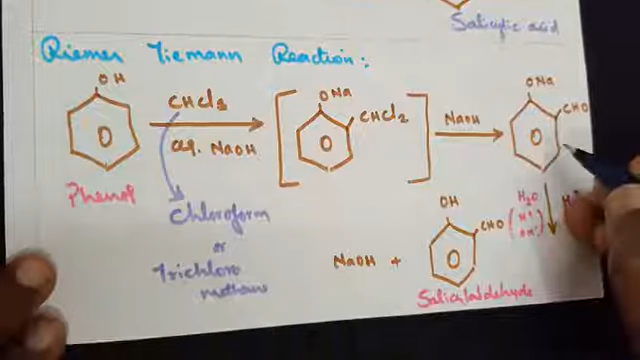 Salicylic acid
Riemer Tiemann Reaction:
OH
CHCl3
aq. NaOH
Phenol
Chloroform
or
Trichloro
methane
ONa
CHCl2
NaOH
ONa
CHO
H2O
H+
OH-
NaOH +
OH
CHO
Salicylaldehyde